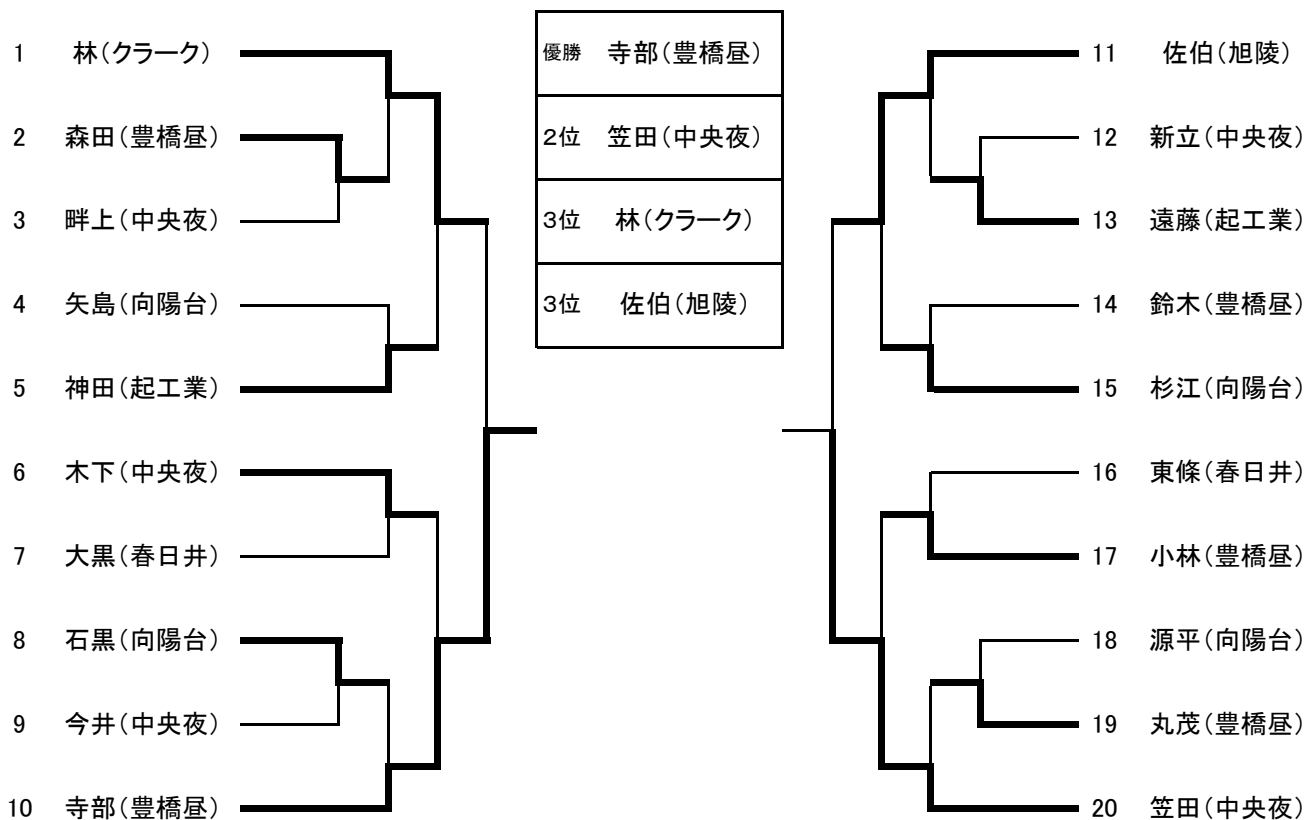 1 林(クラーク)
2 森田(豊橋昼)
3 畔上(中央夜)
4 矢島(向陽台)
5 神田(起工業)
6 木下(中央夜)
7 大黒(春日井)
8 石黒(向陽台)
9 今井(中央夜)
10 寺部(豊橋昼)
優勝 寺部(豊橋昼)
2位 笠田(中央夜)
3位 林(クラーク)
3位 佐伯(旭陵)
11 佐伯(旭陵)
12 新立(中央夜)
13 遠藤(起工業)
14 鈴木(豊橋昼)
15 杉江(向陽台)
16 東條(春日井)
17 小林(豊橋昼)
18 源平(向陽台)
19 丸茂(豊橋昼)
20 笠田(中央夜)